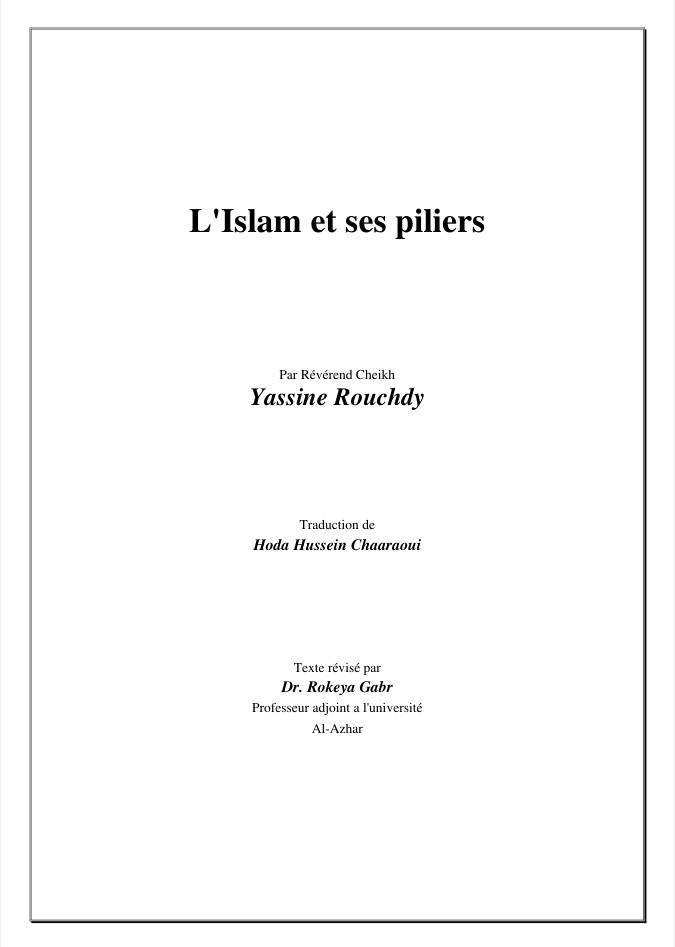 L'Islam et ses piliers
Par Révérend Cheikh
Yassine Rouchdy
Traduction de
Hoda Hussein Chaaraoui
Texte révisé par
Dr. Rokeya Gabr
Professeur adjoint a l'université
Al-Azhar